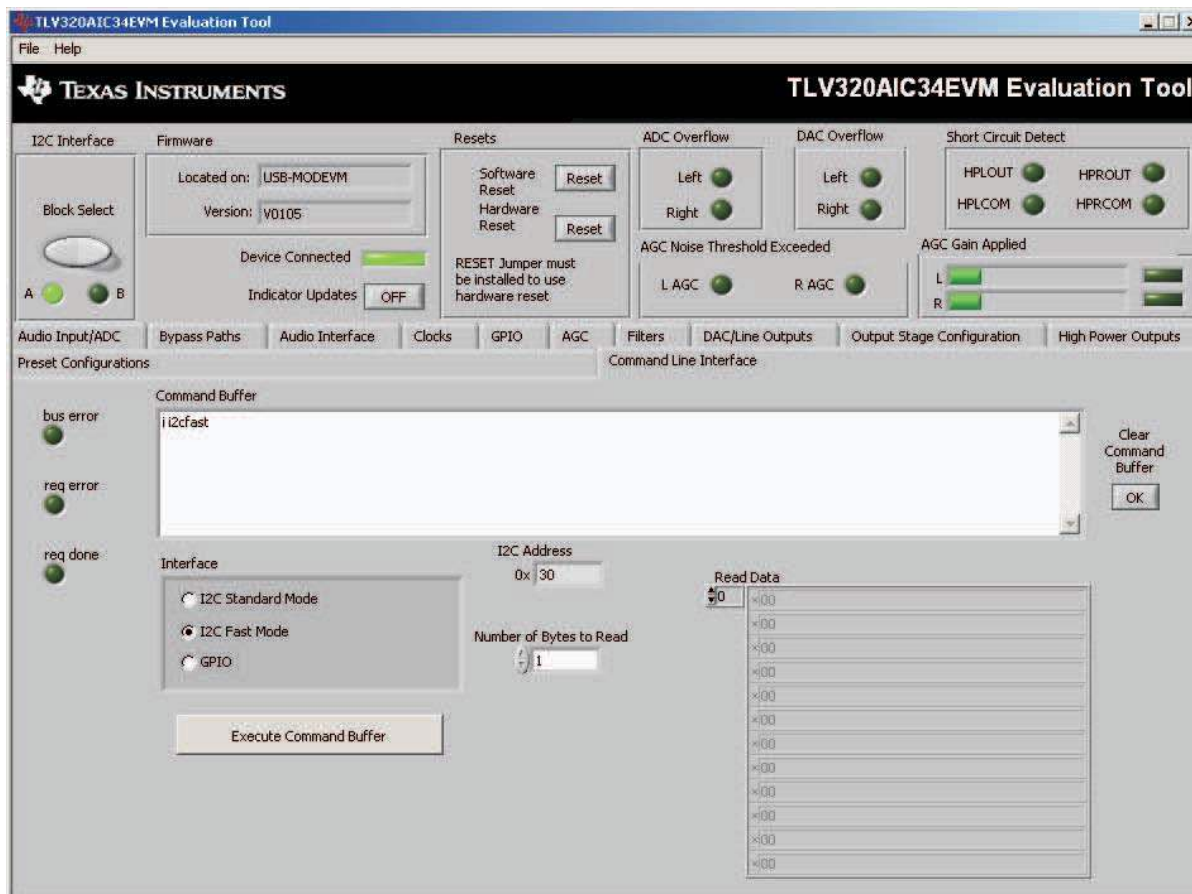 TLV320AIC34EVM Evaluation Tool
File Help
TEXAS INSTRUMENTS
TLV320AIC34EVM Evaluation Tool
I2C Interface
Block Select
A B
Firmware
Located on: USB-MODEVM
Version: V0105
Device Connected
Indicator Updates OFF
Resets
Software Reset Reset
Hardware Reset Reset
RESET Jumper must
be installed to use
hardware reset
ADC Overflow
Left
Right
DAC Overflow
Left
Right
Short Circuit Detect
HPLOUT HPROUT
HPLCOM HPRCOM
AGC Noise Threshold Exceeded
L AGC R AGC
AGC Gain Applied
L
R
Audio Input/ADC Bypass Paths Audio Interface Clocks GPIO AGC Filters DAC/Line Outputs Output Stage Configuration High Power Outputs
Preset Configurations Command Line Interface
bus error
req error
req done
Command Buffer
i i2cfast
Clear
Command
Buffer
OK
Interface
I2C Standard Mode
I2C Fast Mode
GPIO
I2C Address
0x 30
Number of Bytes to Read
1
Execute Command Buffer
Read Data
0
x00
x00
x00
x00
x00
x00
x00
x00
x00
x00
x00
x00